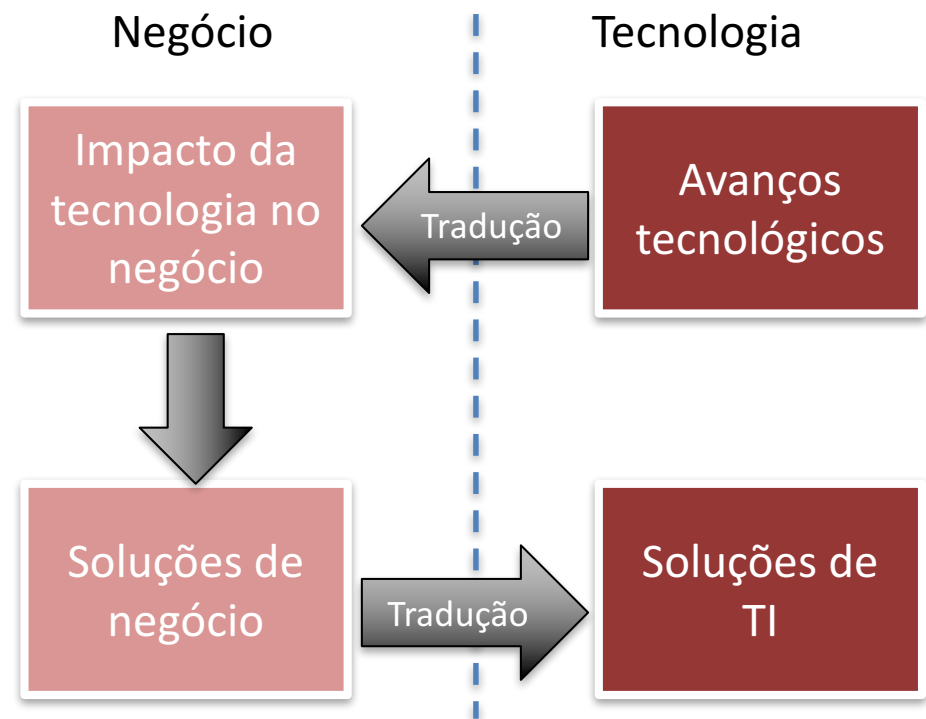 Negócio
Tecnologia
Impacto da
tecnologia no
negócio
Tradução
Avanços
tecnológicos
Soluções de
negócio
Tradução
Soluções de
TI